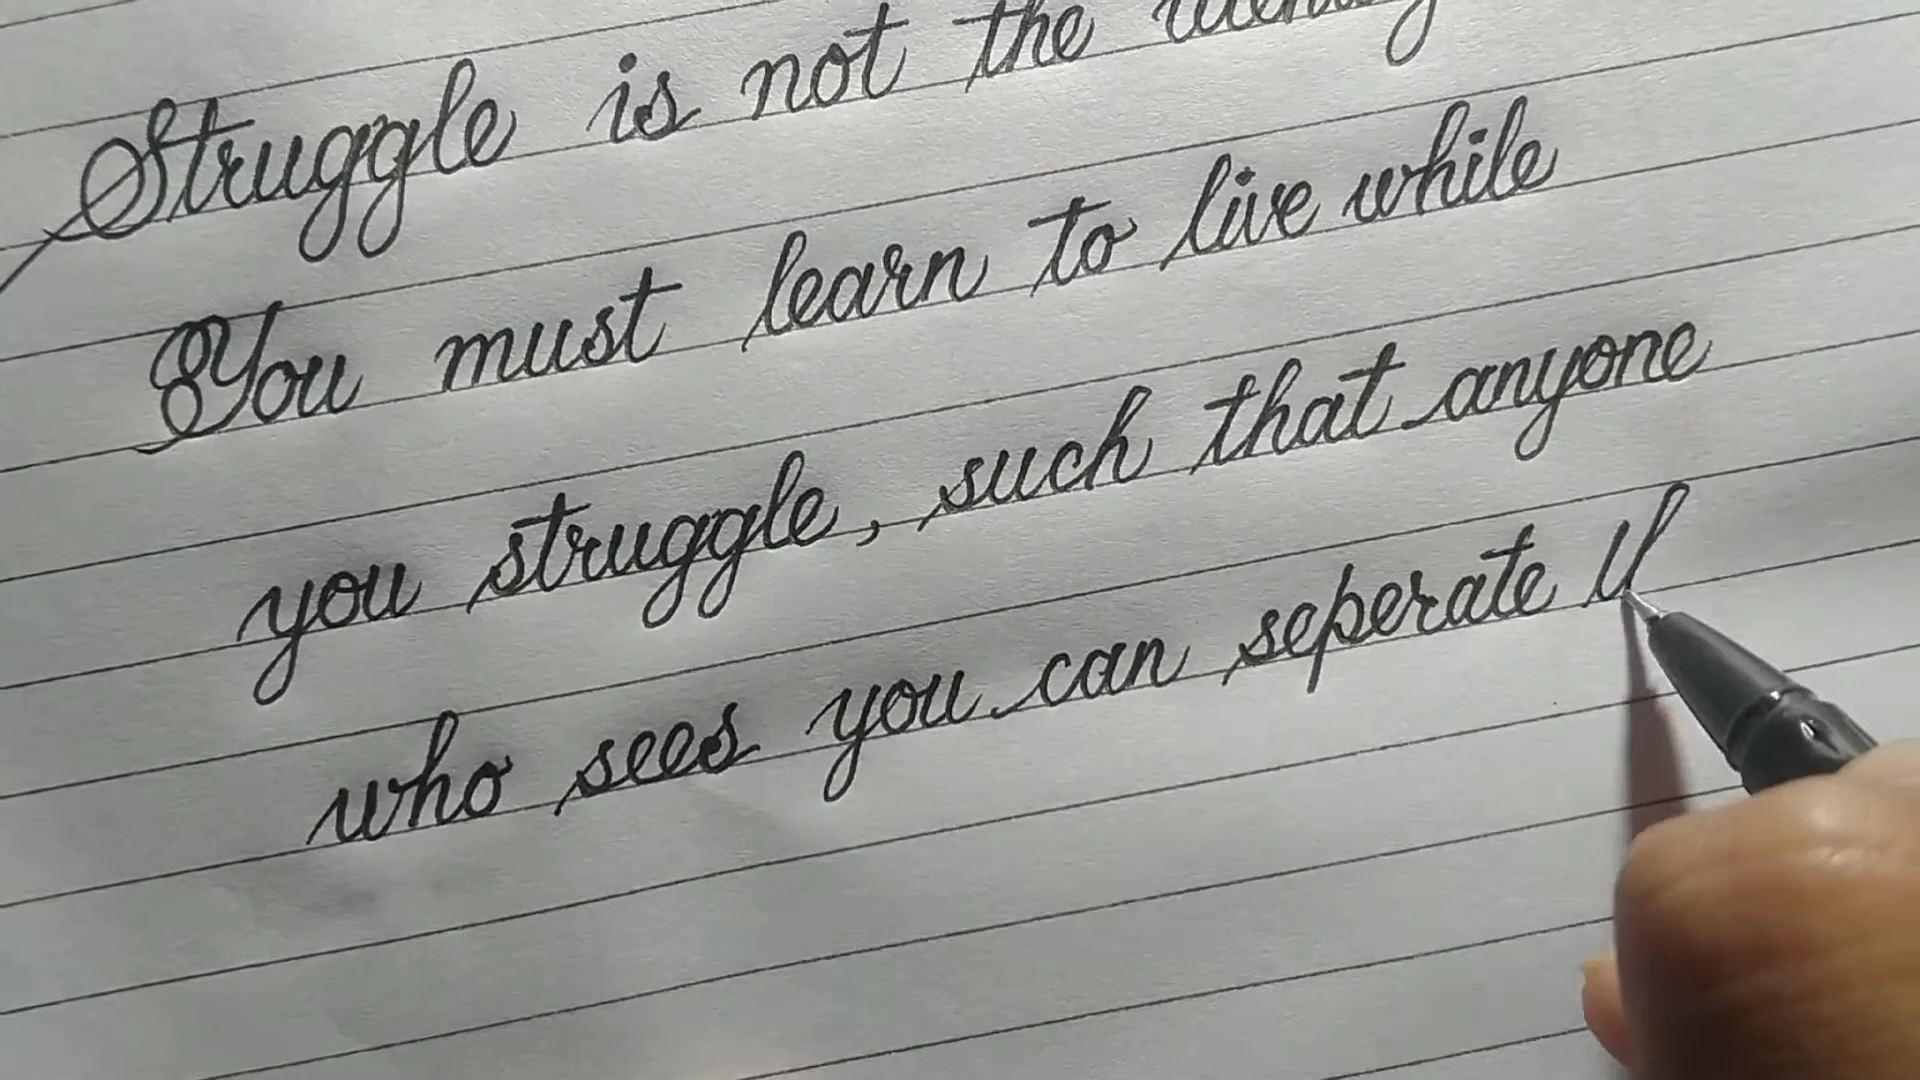 Struggle is not the identity
You must learn to live while
you struggle, such that anyone
who sees you can seperate